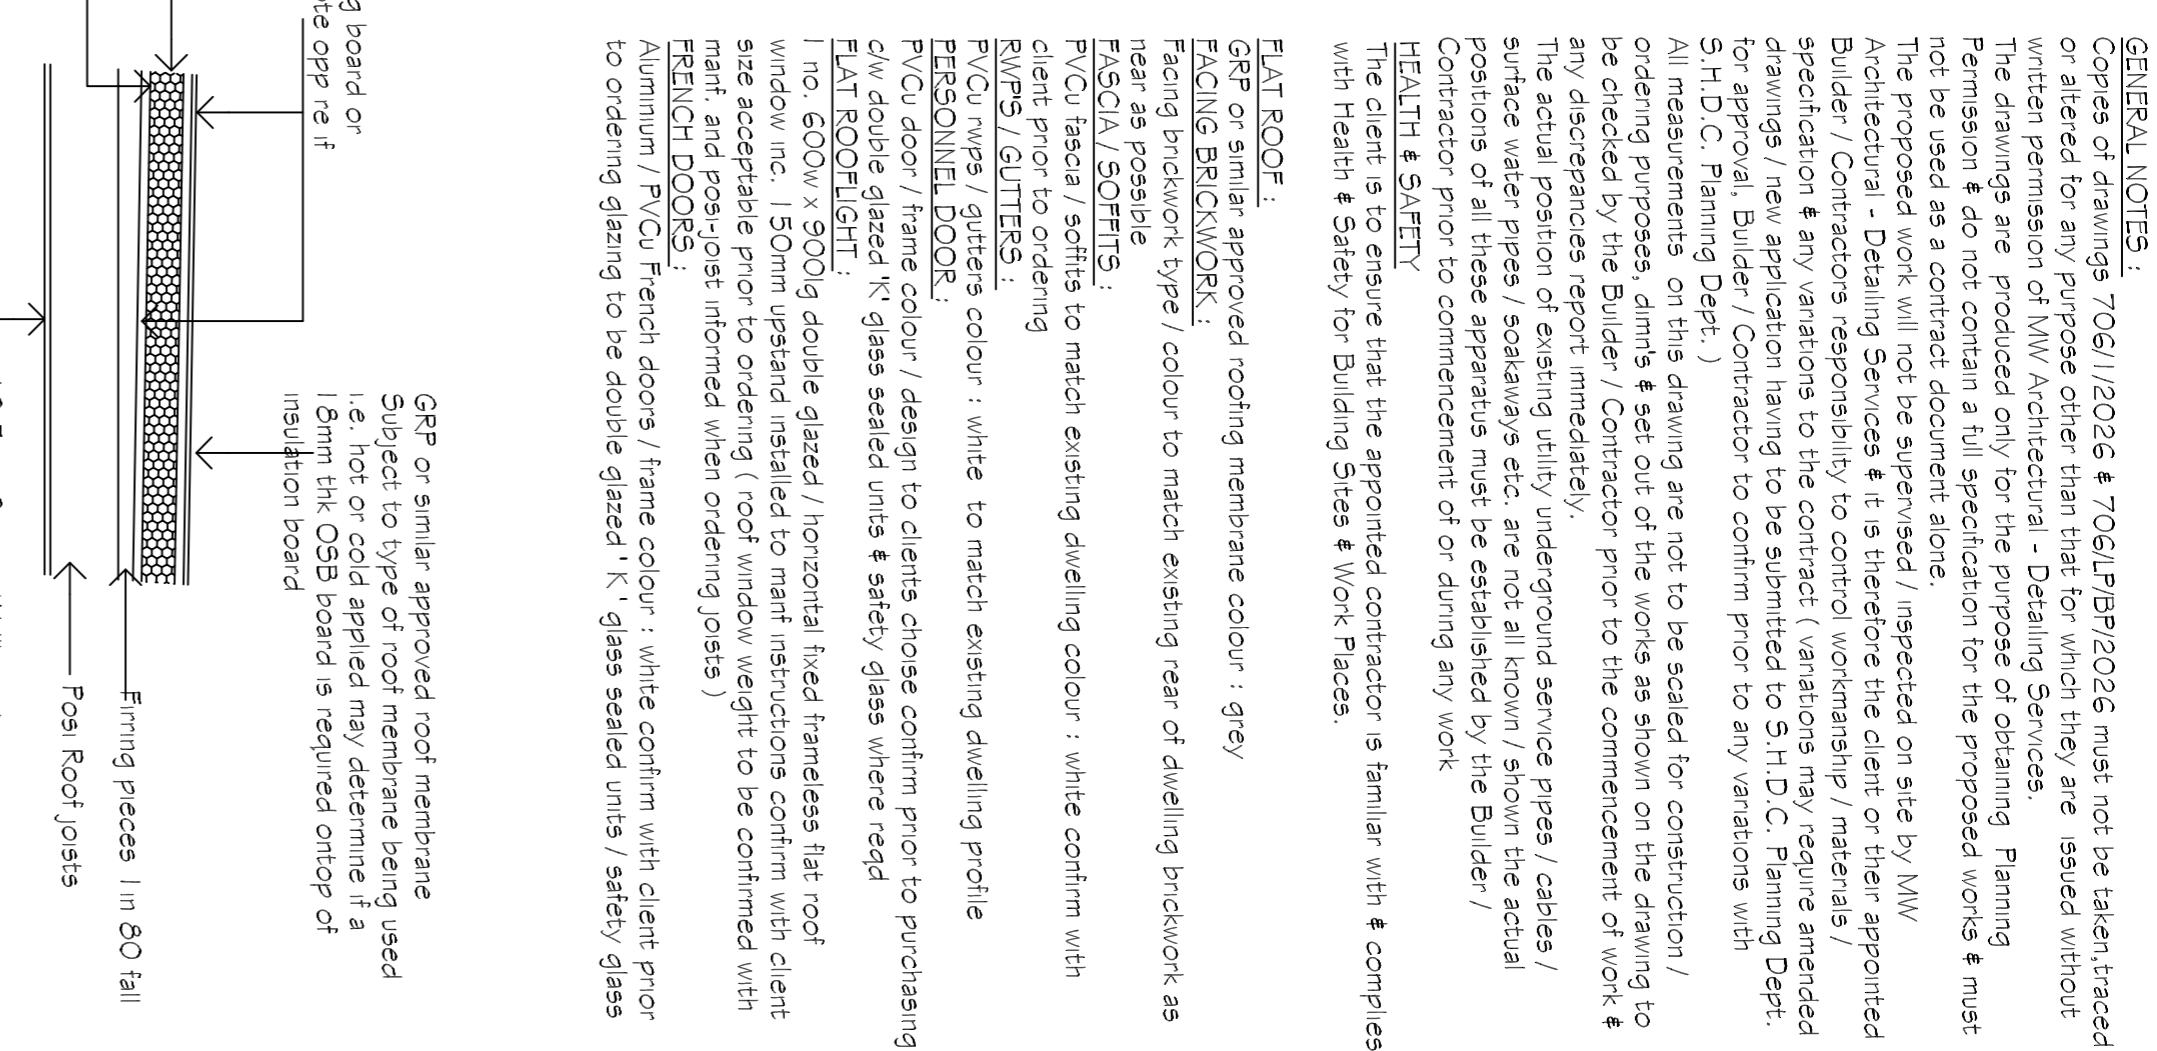 GENERAL NOTES :
Copies of drawings 706/1/2026 & 706/LP/BP/2026 must not be taken,traced
or altered for any purpose other than that for which they are issued without
written permission of MW Architectural - Detailing Services.
The drawings are produced only for the purpose of obtaining Planning
Permission & do not contain a full specification for the proposed works & must
not be used as a contract document alone.
The proposed work will not be supervised / inspected on site by MW
Architectural - Detailing Services & it is therefore the client or their appointed
Builder / Contractors responsibility to control workmanship / materials /
specification & any variations to the contract ( variations may require amended
drawings / new application having to be submitted to S.H.D.C. Planning Dept.
for approval, Builder / Contractor to confirm prior to any variations with
S.H.D.C. Planning Dept. )
All measurements on this drawing are not to be scaled for construction /
ordering purposes, dimn's & set out of the works as shown on the drawing to
be checked by the Builder / Contractor prior to the commencement of work &
any discrepancies report immediately.
The actual position of existing utility underground service pipes / cables /
surface water pipes / soakaways etc. are not all known / shown the actual
positions of all these apparatus must be established by the Builder /
Contractor prior to commencement of or during any work
HEALTH & SAFETY
The client is to ensure that the appointed contractor is familiar with & complies
with Health & Safety for Building Sites & Work Places.
FLAT ROOF :
GRP or similar approved roofing membrane colour : grey
FACING BRICKWORK :
Facing brickwork type / colour to match existing rear of dwelling brickwork as
near as possible
FASCIA / SOFFITS :
PVCu fascia / soffits to match existing dwelling colour : white confirm with
client prior to ordering
RWPIS / GUTTERS :
PVCu rwps / gutters colour : white to match existing dwelling profile
PERSONNEL DOOR :
PVCu door / frame colour / design to clients choise confirm prior to purchasing
c/w double glazed 'K' glass sealed units & safety glass where reqd
FLAT ROOFLIGHT :
1 no. 600w x 900lg double glazed / horizontal fixed frameless flat roof
window inc. 150mm upstand installed to manf instructions confirm with client
size acceptable prior to ordering ( roof window weight to be confirmed with
manf. and posi-joist informed when ordering joists )
FRENCH DOORS :
Aluminium / PVCu French doors / frame colour : white confirm with client prior
to ordering glazing to be double glazed ' K ' glass sealed units / safety glass
g board or
te opp re if
GRP or similar approved roof membrane
Subject to type of roof membrane being used
i.e. hot or cold applied may determine if a
18mm thk OSB board is required ontop of
insulation board
Firring pieces 1 in 80 fall
Posi Roof joists